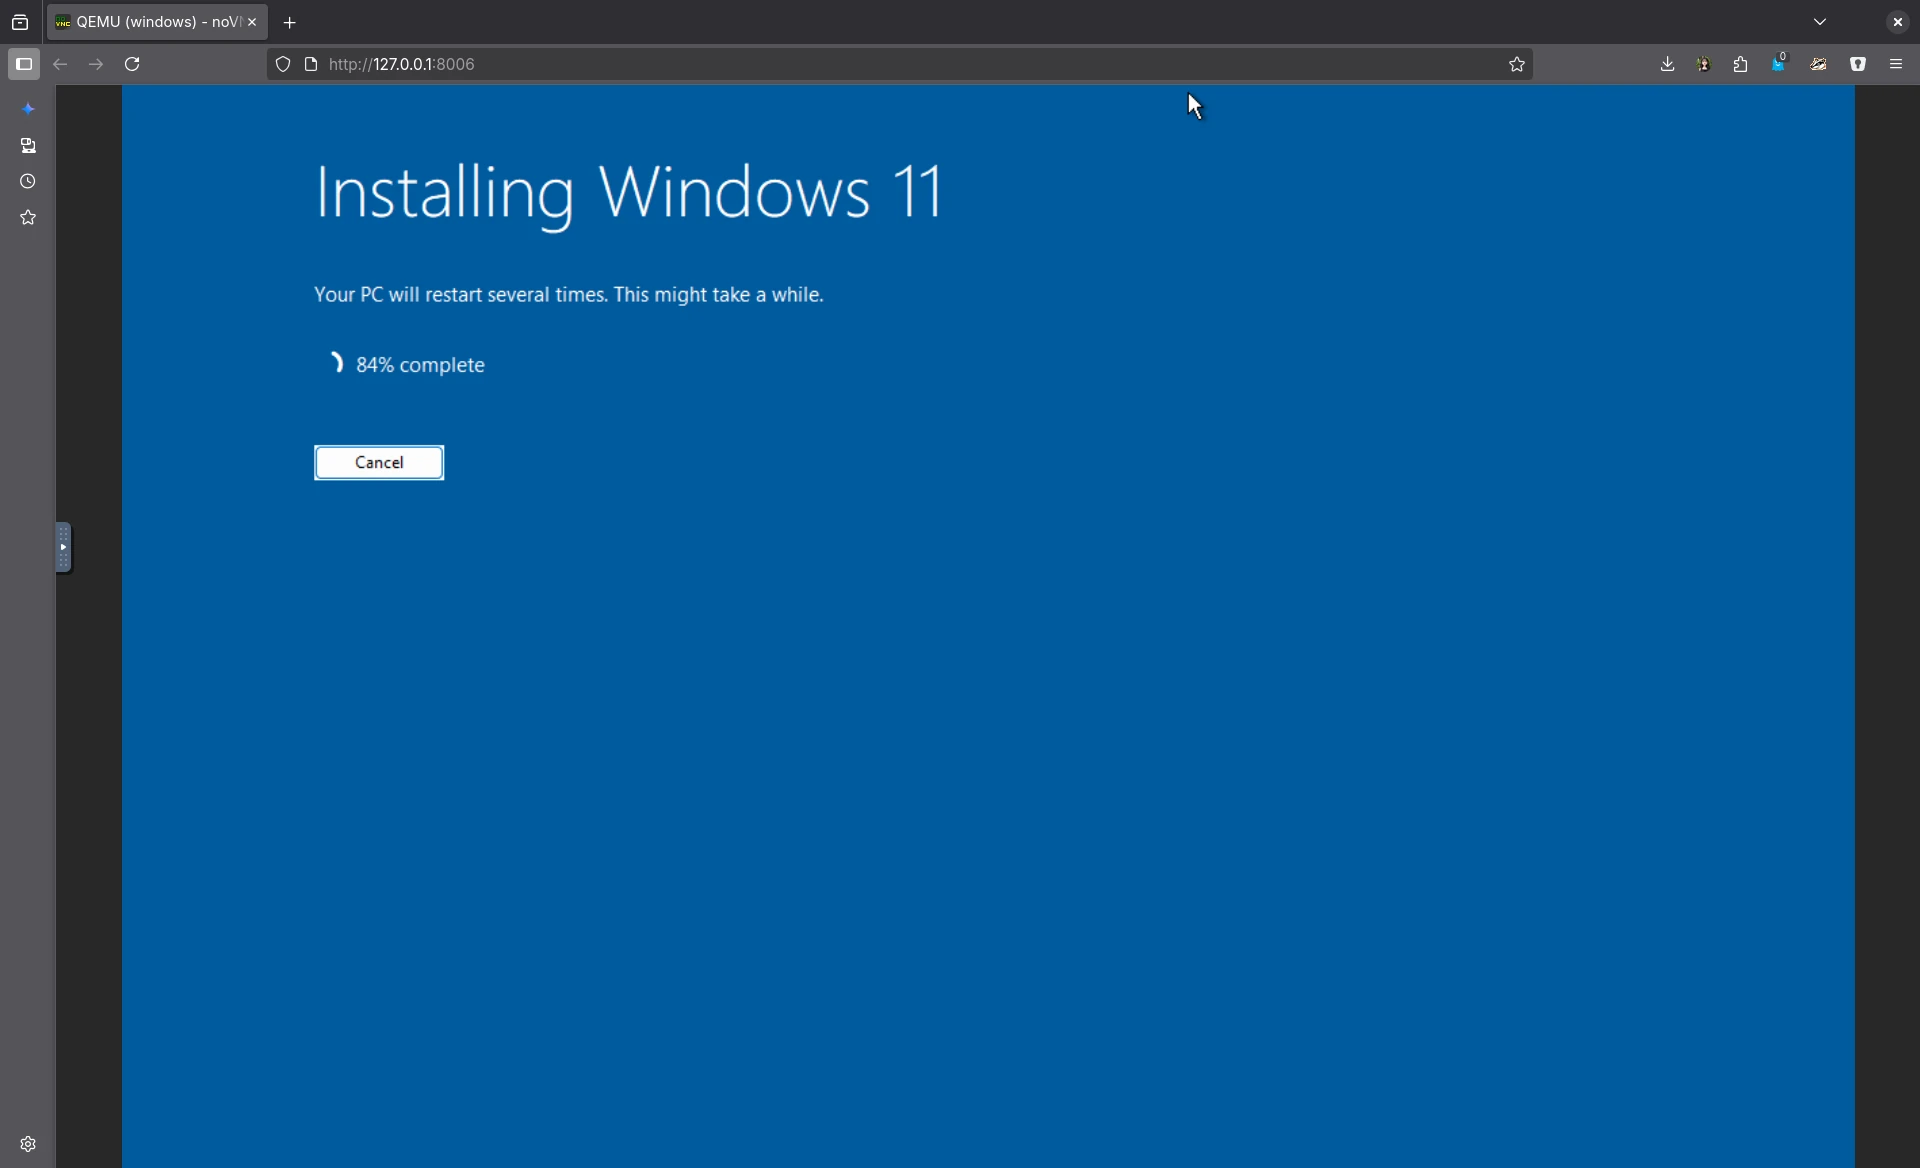 QEMU (windows) - noV
http://127.0.0.1:8006
0
Installing Windows 11
Your PC will restart several times. This might take a while.
84% complete
Cancel